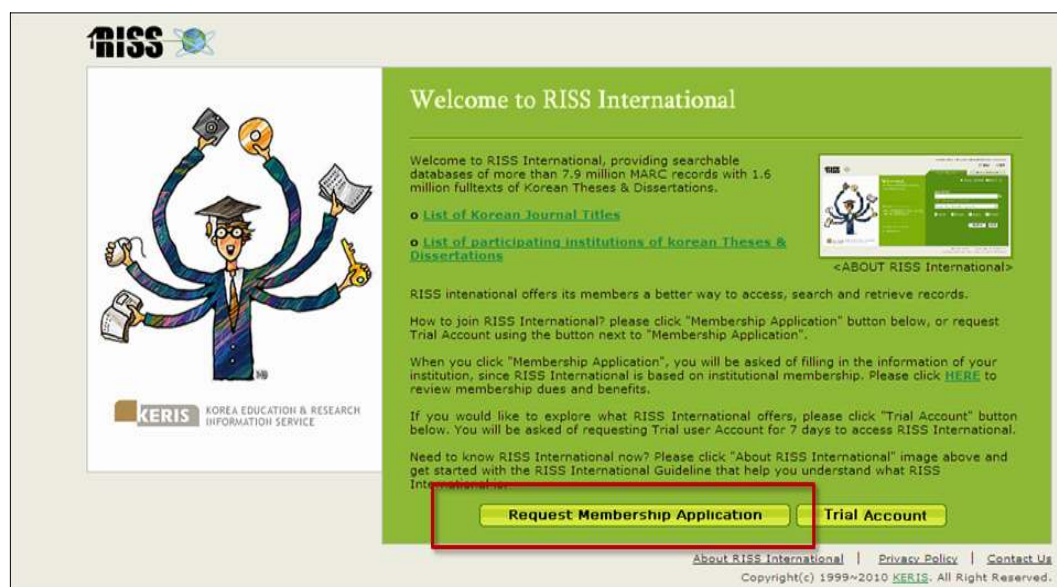 RISS
Welcome to RISS International
Welcome to RISS International, providing searchable
databases of more than 7.9 million MARC records with 1.6
million fulltexts of Korean Theses & Dissertations.
o List of Korean Journal Titles
o List of participating institutions of korean Theses &
Dissertations
<ABOUT RISS International>
RISS intenational offers its members a better way to access, search and retrieve records.
How to join RISS International? please click "Membership Application" button below, or request
Trial Account using the button next to "Membership Application".
When you click "Membership Application", you will be asked of filling in the information of your
institution, since RISS International is based on institutional membership. Please click HERE to
review membership dues and benefits.
If you would like to explore what RISS International offers, please click "Trial Account" button
below. You will be asked of requesting Trial user Account for 7 days to access RISS International.
Need to know RISS International now? Please click "About RISS International" image above and
get started with the RISS International Guideline that help you understand what RISS
International is.
KERIS KOREA EDUCATION & RESEARCH
INFORMATION SERVICE
Request Membership Application Trial Account
About RISS International | Privacy Policy | Contact Us
Copyright(c) 1999~2010 KERIS. All Right Reserved.